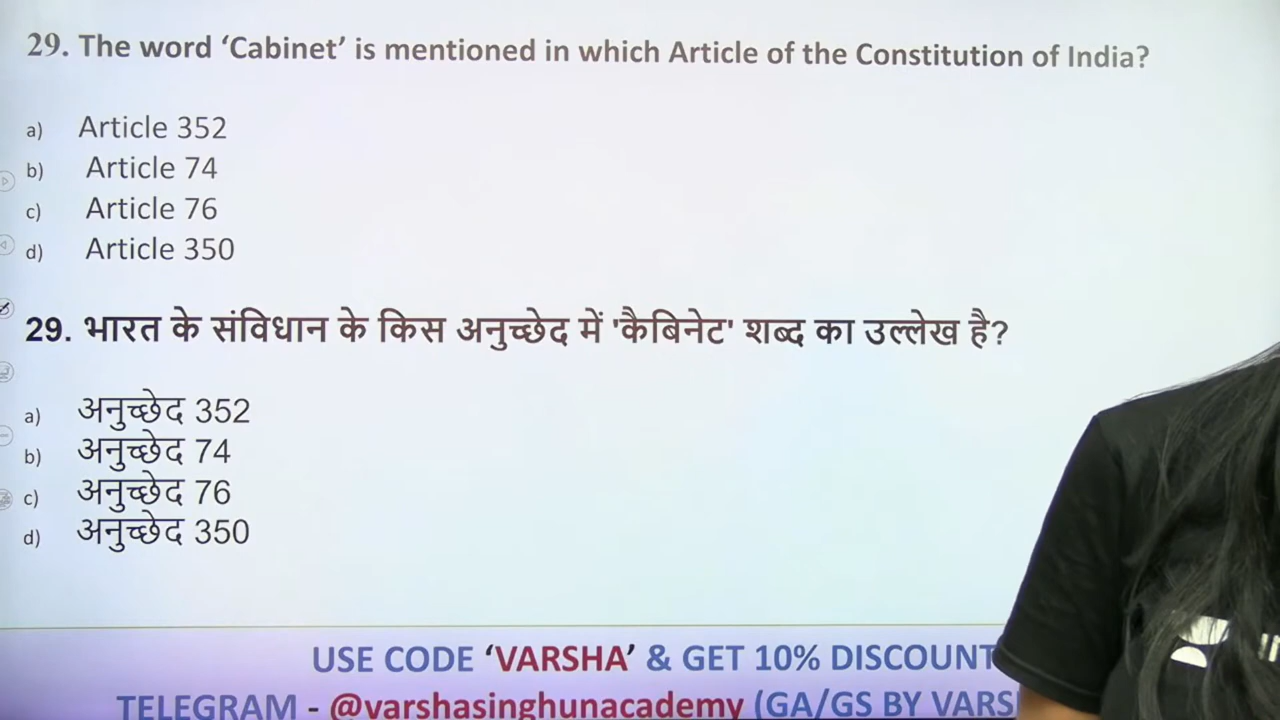 29. The word ‘Cabinet’ is mentioned in which Article of the Constitution of India?
a) Article 352
b) Article 74
c) Article 76
d) Article 350
29. भारत के संविधान के किस अनुच्छेद में 'कैबिनेट' शब्द का उल्लेख है?
a) अनुच्छेद 352
b) अनुच्छेद 74
c) अनुच्छेद 76
d) अनुच्छेद 350
USE CODE ‘VARSHA’ & GET 10% DISCOUNT
TELEGRAM - @varshasinghunacademy (GA/GS BY VARS